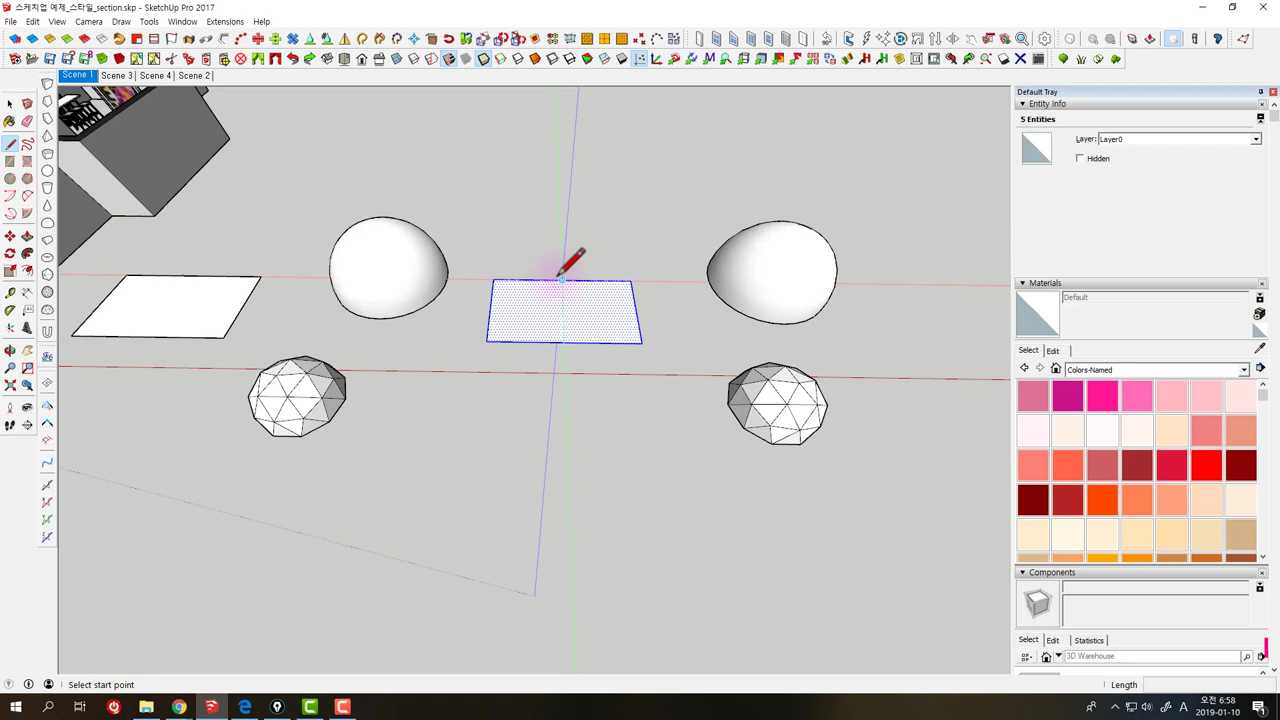 스케치업 예제_스타일_section.skp - SketchUp Pro 2017
File Edit View Camera Draw Tools Window Extensions Help
Scene 1 Scene 3 Scene 4 Scene 2
Default Tray
Entity Info
5 Entities
Layer: Layer0
Hidden
Materials
Default
Select Edit
Colors-Named
Components
Select Edit Statistics
3D Warehouse
Select start point
Length
A 오전 6:58
2019-01-10